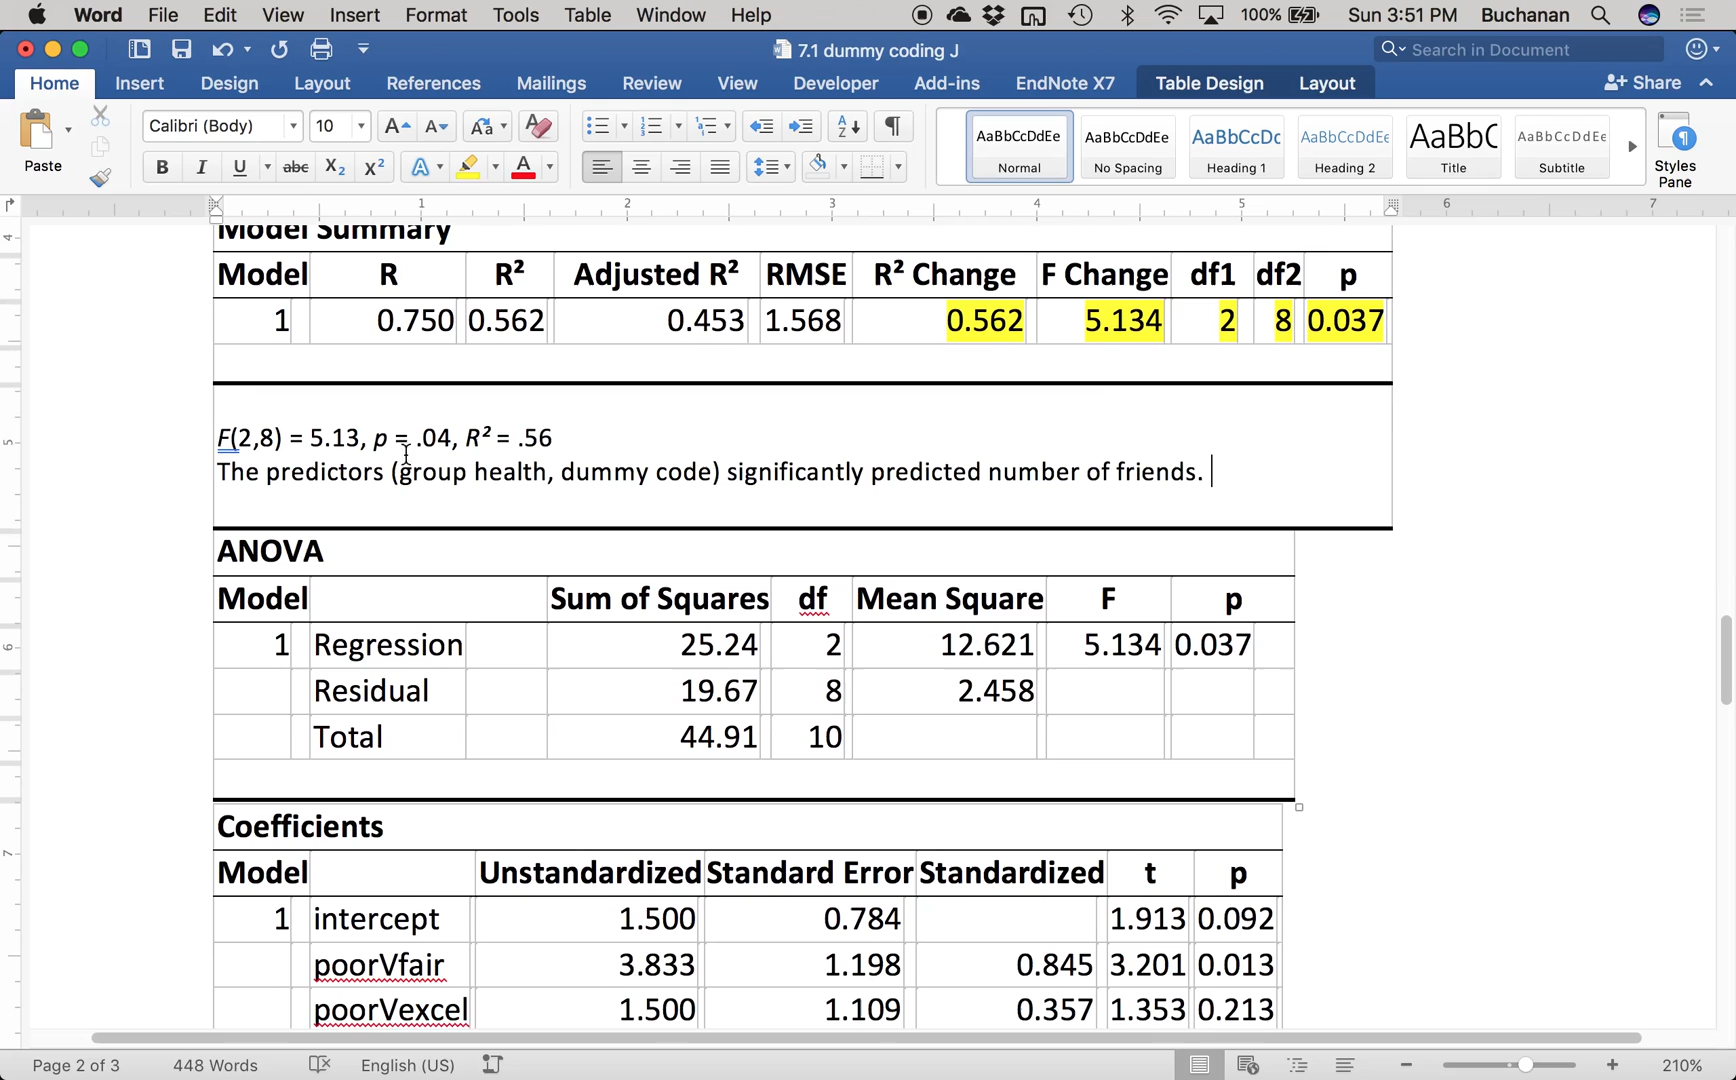 Word File Edit View Insert Format Tools Table Window Help 100% Sun 3:51 PM Buchanan
7.1 dummy coding J Search in Document
Home Insert Design Layout References Mailings Review View Developer Add-ins EndNote X7 Table Design Layout Share
Paste Calibri (Body) 10
AaBbCcDdEe AaBbCcDdEe AaBbCcDc AaBbCcDdEe AaBbC AaBbCcDdEe
Normal No Spacing Heading 1 Heading 2 Title Subtitle Styles Pane
1 2 3 4 5 6 7
Model Summary
Model R R² Adjusted R² RMSE R² Change F Change df1 df2 p
1 0.750 0.562 0.453 1.568 0.562 5.134 2 8 0.037
F(2,8) = 5.13, p = .04, R² = .56
The predictors (group health, dummy code) significantly predicted number of friends.
ANOVA
Model Sum of Squares df Mean Square F p
1 Regression 25.24 2 12.621 5.134 0.037
Residual 19.67 8 2.458
Total 44.91 10
Coefficients
Model Unstandardized Standard Error Standardized t p
1 intercept 1.500 0.784 1.913 0.092
poorVfair 3.833 1.198 0.845 3.201 0.013
poorVexcel 1.500 1.109 0.357 1.353 0.213
Page 2 of 3 448 Words English (US) 210%